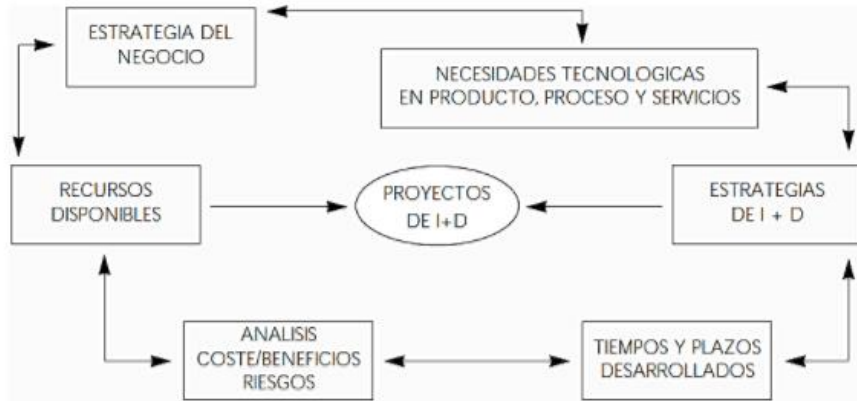 ESTRATEGIA DEL
NEGOCIO
NECESIDADES TECNOLOGICAS
EN PRODUCTO, PROCESO Y SERVICIOS
RECURSOS
DISPONIBLES
PROYECTOS
DE I+D
ESTRATEGIAS
DE I + D
ANALISIS
COSTE/BENEFICIOS
RIESGOS
TIEMPOS Y PLAZOS
DESARROLLADOS